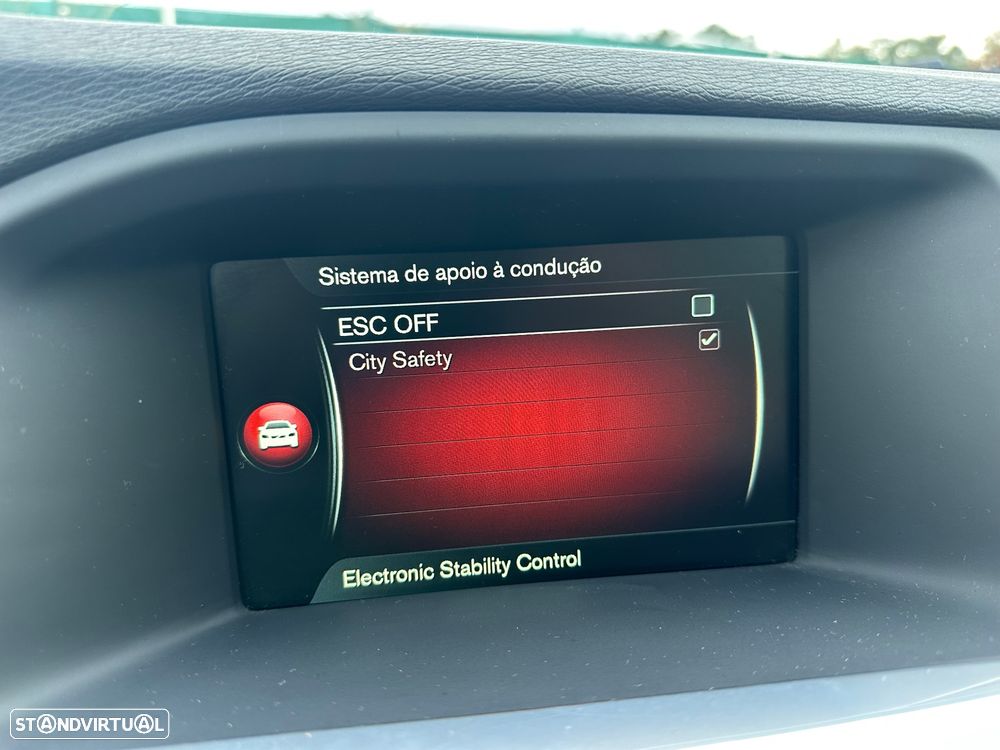 Sistema de apoio à condução
ESC OFF
City Safety
Electronic Stability Control
STANDVIRTUAL